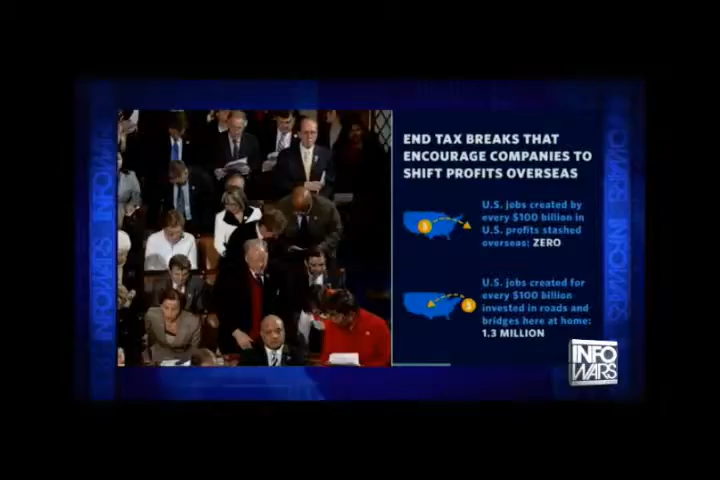 END TAX BREAKS THAT
ENCOURAGE COMPANIES TO
SHIFT PROFITS OVERSEAS
U.S. jobs created by
every $100 billion in
U.S. profits stashed
overseas: ZERO
$
U.S. jobs created for
every $100 billion
invested in roads and
bridges here at home:
1.3 MILLION
$
INFO
WARS
INFOWARS
INFOWARS